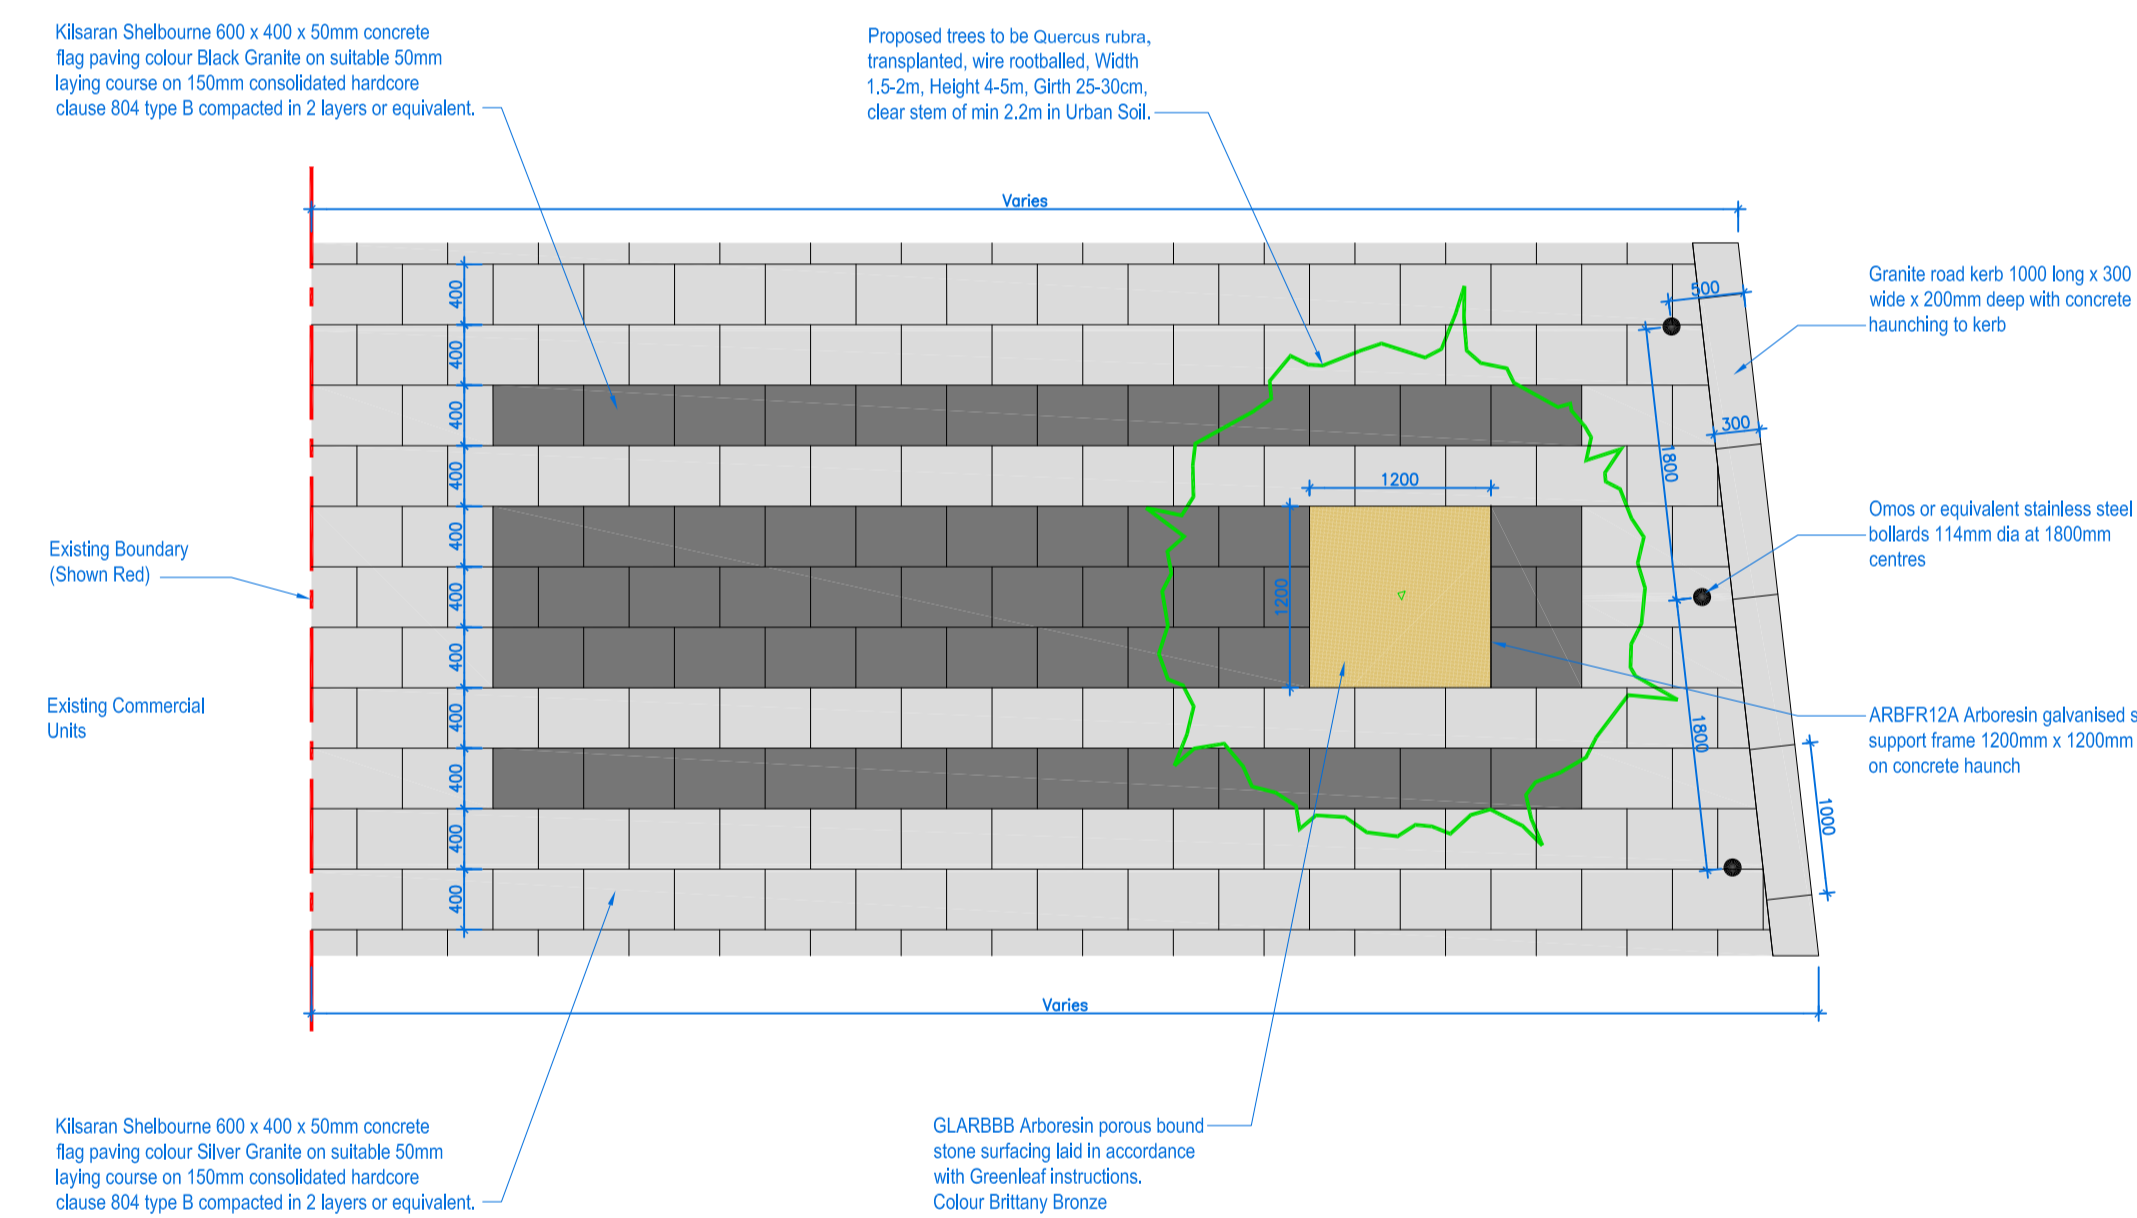 Kilsaran Shelbourne 600 x 400 x 50mm concrete
flag paving colour Black Granite on suitable 50mm
laying course on 150mm consolidated hardcore
clause 804 type B compacted in 2 layers or equivalent.
Proposed trees to be Quercus rubra,
transplanted, wire rootballed, Width
1.5-2m, Height 4-5m, Girth 25-30cm,
clear stem of min 2.2m in Urban Soil.
Varies
Granite road kerb 1000 long x 300
wide x 200mm deep with concrete
haunching to kerb
500
300
1800
1200
1200
400
400
400
400
400
400
400
400
400
400
400
Omos or equivalent stainless steel
bollards 114mm dia at 1800mm
centres
Existing Boundary
(Shown Red)
Existing Commercial
Units
ARBFR12A Arboresin galvanised
support frame 1200mm x 1200mm
on concrete haunch
1800
1000
Varies
Kilsaran Shelbourne 600 x 400 x 50mm concrete
flag paving colour Silver Granite on suitable 50mm
laying course on 150mm consolidated hardcore
clause 804 type B compacted in 2 layers or equivalent.
GLARBBB Arboresin porous bound
stone surfacing laid in accordance
with Greenleaf instructions.
Colour Brittany Bronze